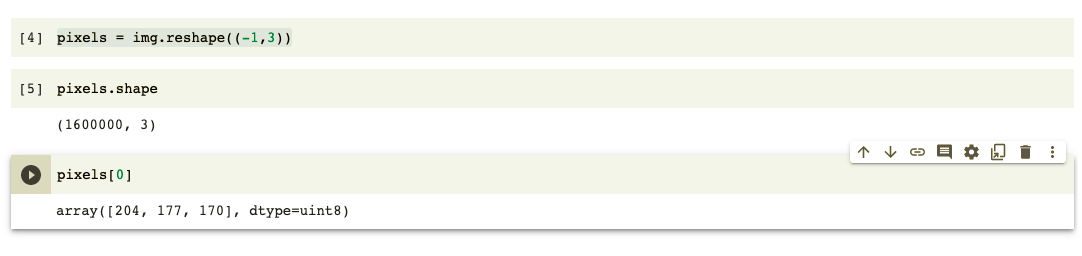 [4] pixels = img.reshape((-1,3))
[5] pixels.shape
(1600000, 3)
pixels[0]
array([204, 177, 170], dtype=uint8)